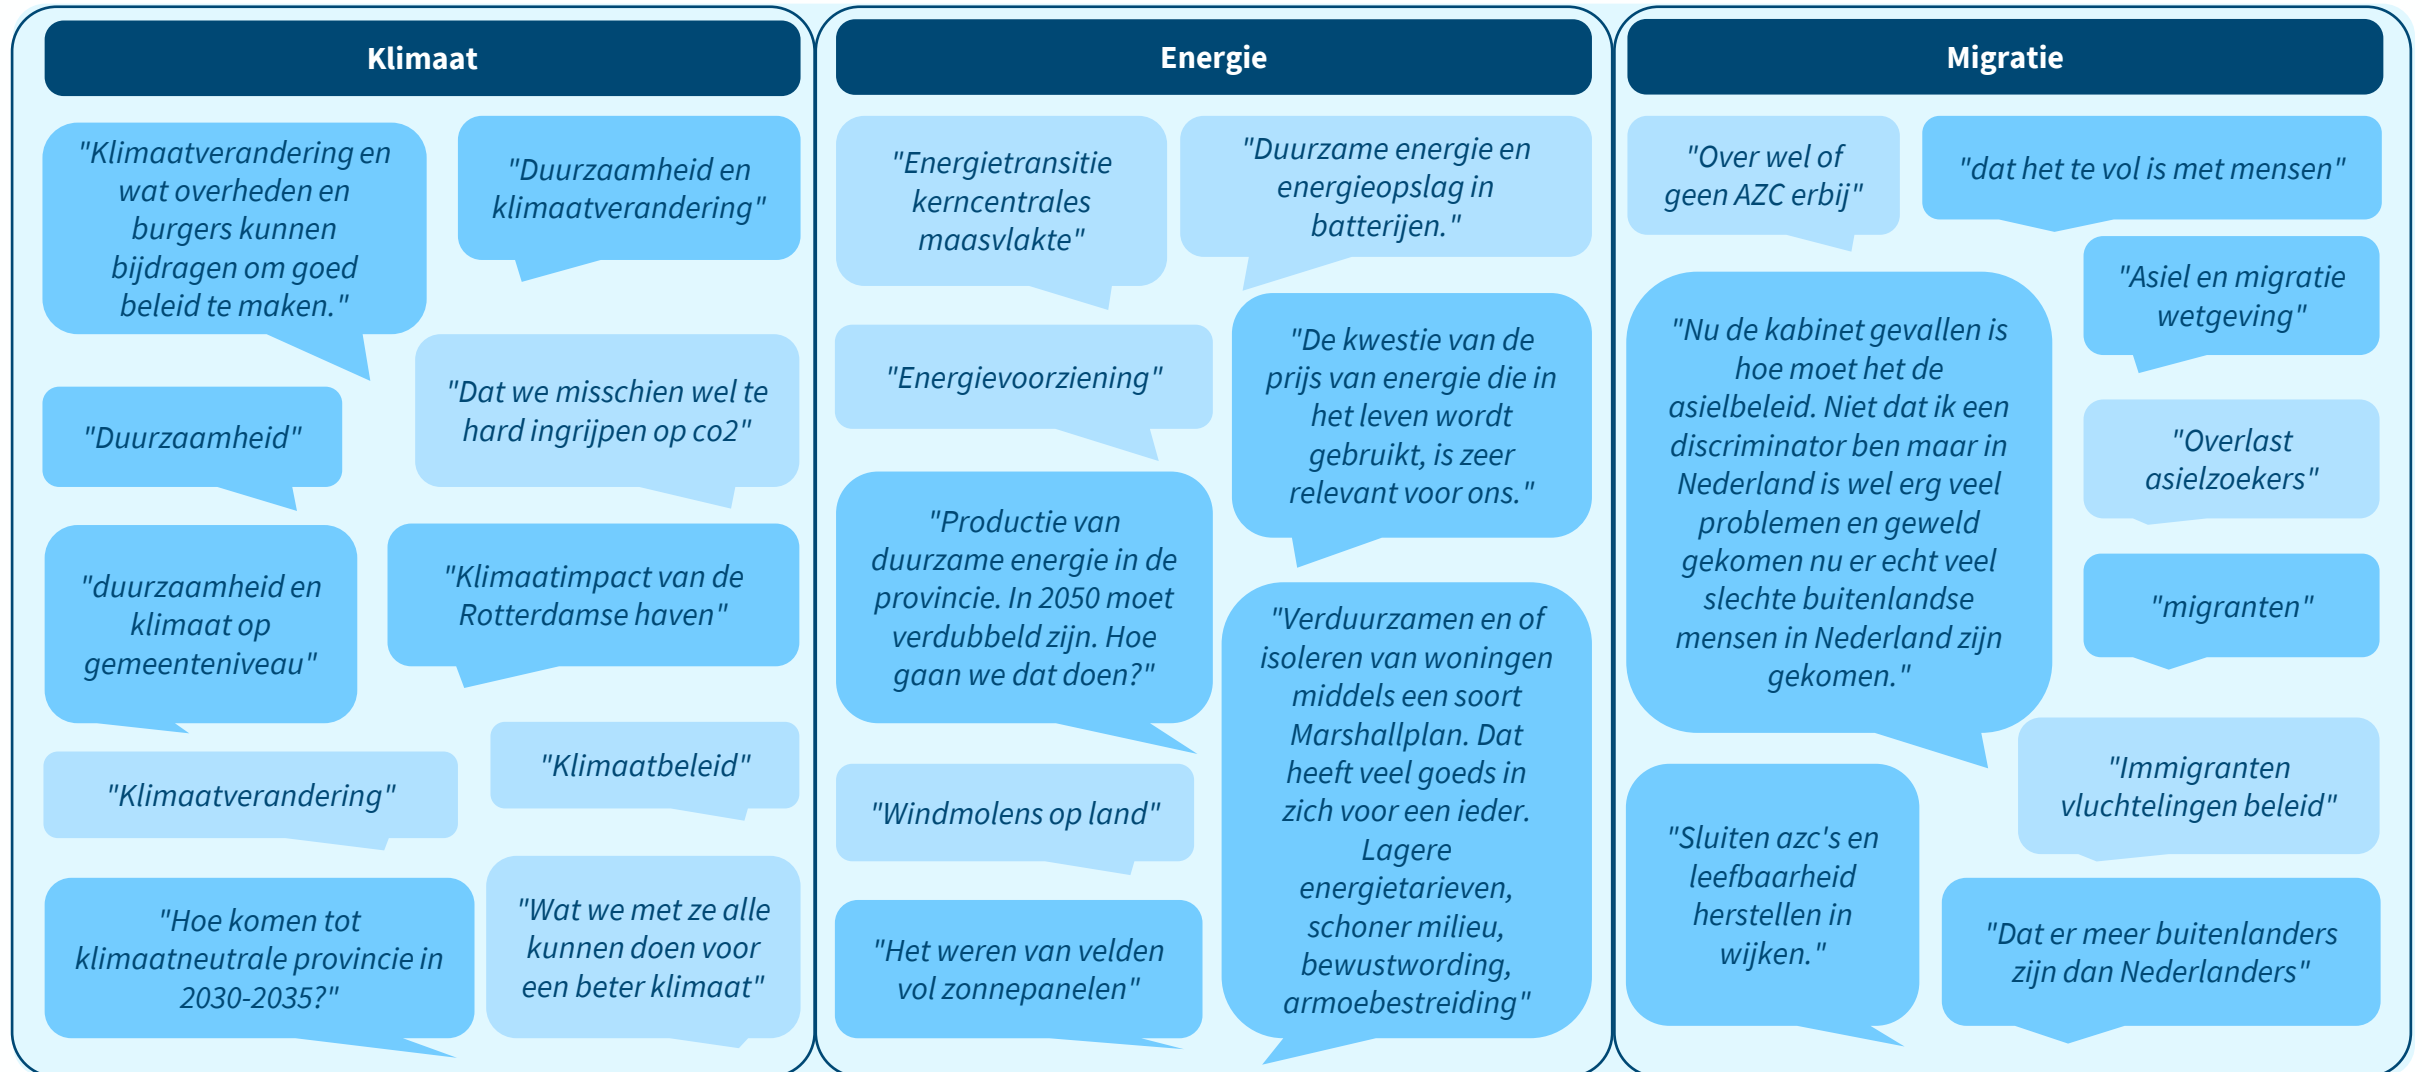 Klimaat
"Klimaatverandering en
wat overheden en
burgers kunnen
bijdragen om goed
beleid te maken."
"Duurzaamheid en
klimaatverandering"
"Dat we misschien wel te
hard ingrijpen op co2"
"Duurzaamheid"
"duurzaamheid en
klimaat op
gemeenteniveau"
"Klimaatimpact van de
Rotterdamse haven"
"Klimaatverandering"
"Klimaatbeleid"
"Hoe komen tot
klimaatneutrale provincie in
2030-2035?"
"Wat we met ze alle
kunnen doen voor
een beter klimaat"
Energie
"Energietransitie
kerncentrales
maasvlakte"
"Duurzame energie en
energieopslag in
batterijen."
"Energievoorziening"
"De kwestie van de
prijs van energie die in
het leven wordt
gebruikt, is zeer
relevant voor ons."
"Productie van
duurzame energie in de
provincie. In 2050 moet
verdubbeld zijn. Hoe
gaan we dat doen?"
"Verduurzamen en of
isoleren van woningen
middels een soort
Marshallplan. Dat
heeft veel goeds in
zich voor een ieder.
Lagere
energietarieven,
schoner milieu,
bewustwording,
armoebestreiding"
"Windmolens op land"
"Het weren van velden
vol zonnepanelen"
Migratie
"Over wel of
geen AZC erbij"
"dat het te vol is met mensen"
"Asiel en migratie
wetgeving"
"Nu de kabinet gevallen is
hoe moet het de
asielbeleid. Niet dat ik een
discriminator ben maar in
Nederland is wel erg veel
problemen en geweld
gekomen nu er echt veel
slechte buitenlandse
mensen in Nederland zijn
gekomen."
"Overlast
asielzoekers"
"migranten"
"Immigranten
vluchtelingen beleid"
"Sluiten azc's en
leefbaarheid
herstellen in
wijken."
"Dat er meer buitenlanders
zijn dan Nederlanders"